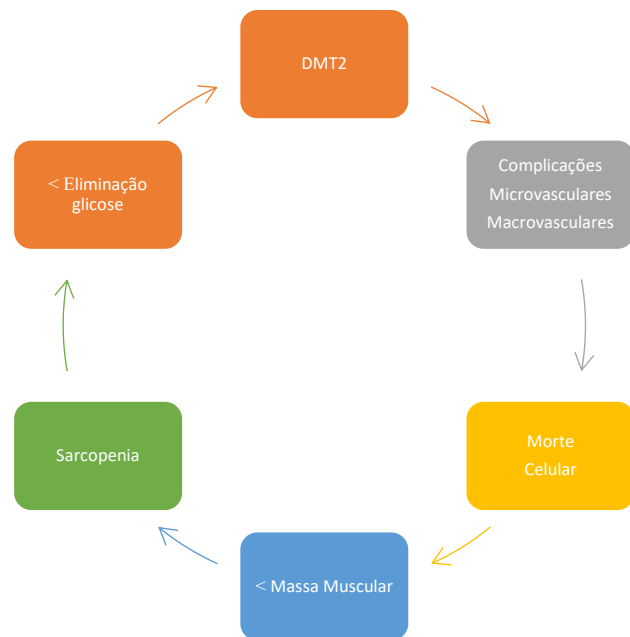 DMT2
Complicações
Microvasculares
Macrovasculares
Morte
Celular
< Massa Muscular
Sarcopenia
< Eliminação
glicose